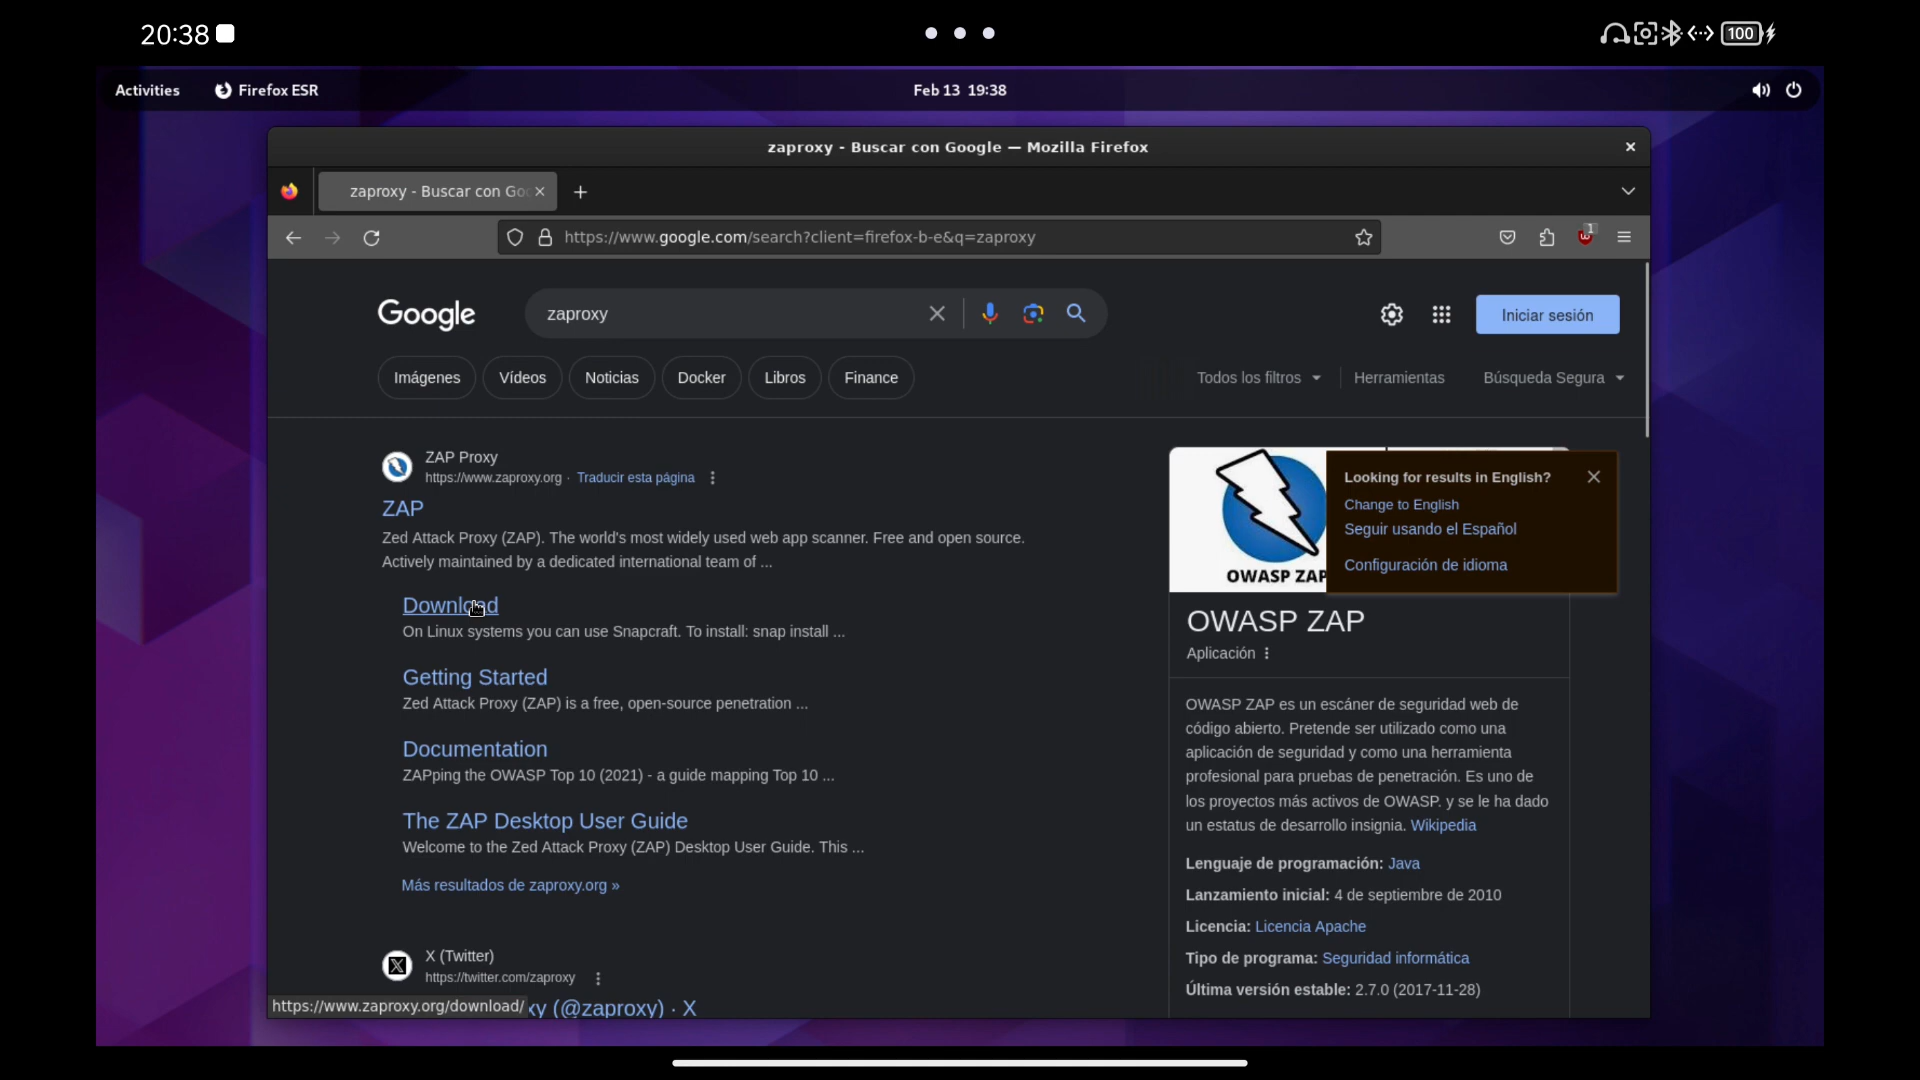 20:38
100
Activities
Firefox ESR
Feb 13 19:38
zaproxy - Buscar con Google — Mozilla Firefox
zaproxy - Buscar con Goo
https://www.google.com/search?client=firefox-b-e&q=zaproxy
1
Google
zaproxy
Iniciar sesión
Imágenes
Vídeos
Noticias
Docker
Libros
Finance
Todos los filtros
Herramientas
Búsqueda Segura
ZAP Proxy
https://www.zaproxy.org · Traducir esta página
ZAP
Zed Attack Proxy (ZAP). The world's most widely used web app scanner. Free and open source.
Actively maintained by a dedicated international team of ...
Download
On Linux systems you can use Snapcraft. To install: snap install ...
Getting Started
Zed Attack Proxy (ZAP) is a free, open-source penetration ...
Documentation
ZAPping the OWASP Top 10 (2021) - a guide mapping Top 10 ...
The ZAP Desktop User Guide
Welcome to the Zed Attack Proxy (ZAP) Desktop User Guide. This ...
Más resultados de zaproxy.org »
X (Twitter)
https://twitter.com/zaproxy
xy (@zaproxy) · X
https://www.zaproxy.org/download/
OWASP ZAP
Looking for results in English?
Change to English
Seguir usando el Español
Configuración de idioma
OWASP ZAP
Aplicación
OWASP ZAP es un escáner de seguridad web de
código abierto. Pretende ser utilizado como una
aplicación de seguridad y como una herramienta
profesional para pruebas de penetración. Es uno de
los proyectos más activos de OWASP. y se le ha dado
un estatus de desarrollo insignia. Wikipedia
Lenguaje de programación: Java
Lanzamiento inicial: 4 de septiembre de 2010
Licencia: Licencia Apache
Tipo de programa: Seguridad informática
Última versión estable: 2.7.0 (2017-11-28)